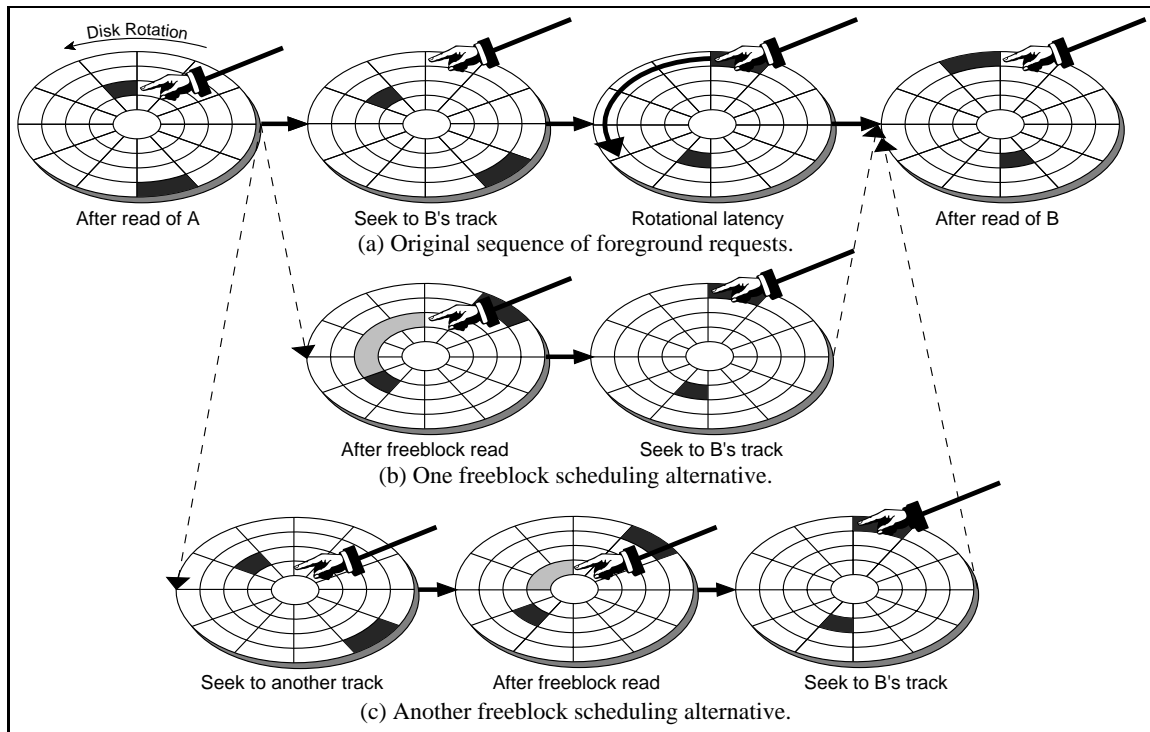 Disk Rotation
After read of A
Seek to B's track
Rotational latency
After read of B
(a) Original sequence of foreground requests.
After freeblock read
Seek to B's track
(b) One freeblock scheduling alternative.
Seek to another track
After freeblock read
Seek to B's track
(c) Another freeblock scheduling alternative.